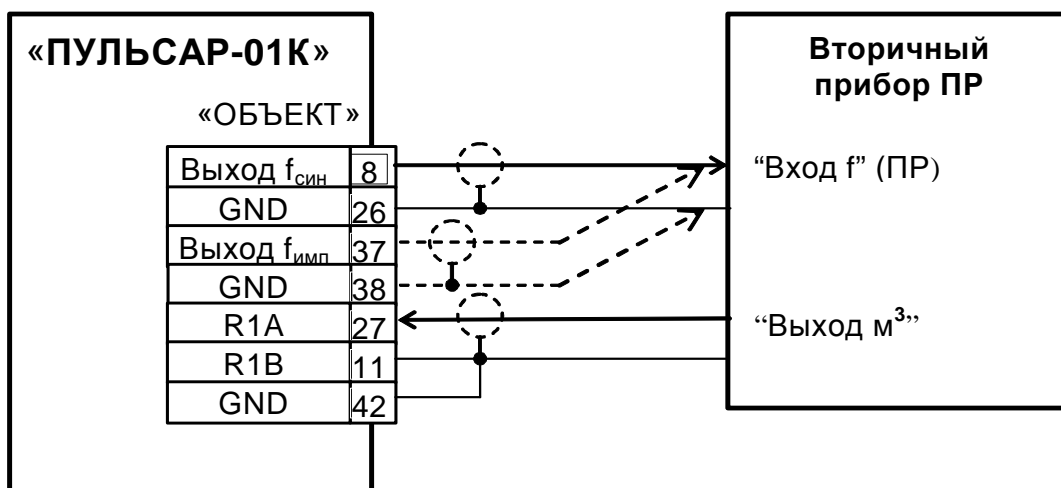 «ПУЛЬСАР-01К»
«ОБЪЕКТ»
Выход fсин 8
GND 26
Выход fимп 37
GND 38
R1A 27
R1B 11
GND 42
Вторичный
прибор ПР
“Вход f” (ПР)
“Выход м³”